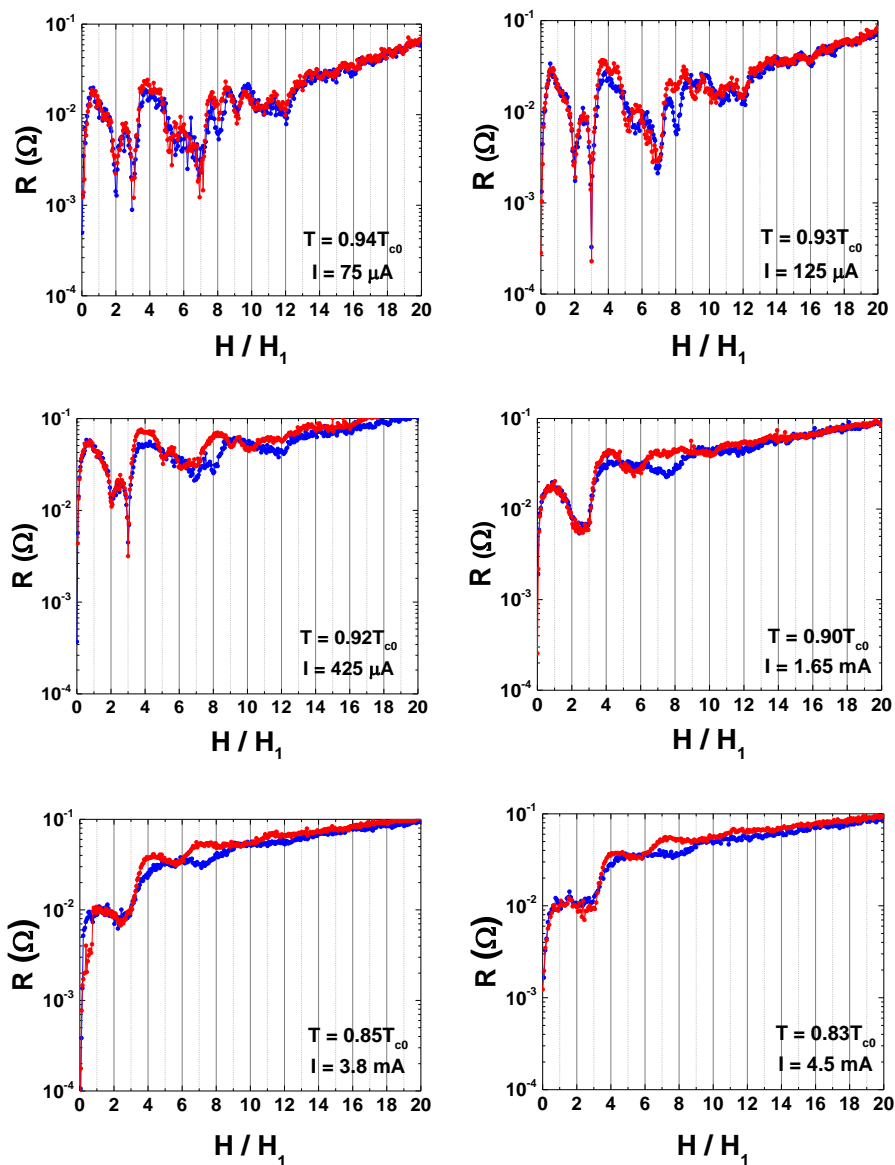 10⁻¹
10⁻²
10⁻³
10⁻⁴
R (Ω)
T = 0.94T_c0
I = 75 μA
0 2 4 6 8 10 12 14 16 18 20
H / H₁
10⁻¹
10⁻²
10⁻³
10⁻⁴
R (Ω)
T = 0.93T_c0
I = 125 μA
0 2 4 6 8 10 12 14 16 18 20
H / H₁
10⁻¹
10⁻²
10⁻³
10⁻⁴
R (Ω)
T = 0.92T_c0
I = 425 μA
0 2 4 6 8 10 12 14 16 18 20
H / H₁
10⁻¹
10⁻²
10⁻³
10⁻⁴
R (Ω)
T = 0.90T_c0
I = 1.65 mA
0 2 4 6 8 10 12 14 16 18 20
H / H₁
10⁻¹
10⁻²
10⁻³
10⁻⁴
R (Ω)
T = 0.85T_c0
I = 3.8 mA
0 2 4 6 8 10 12 14 16 18 20
H / H₁
10⁻¹
10⁻²
10⁻³
10⁻⁴
R (Ω)
T = 0.83T_c0
I = 4.5 mA
0 2 4 6 8 10 12 14 16 18 20
H / H₁